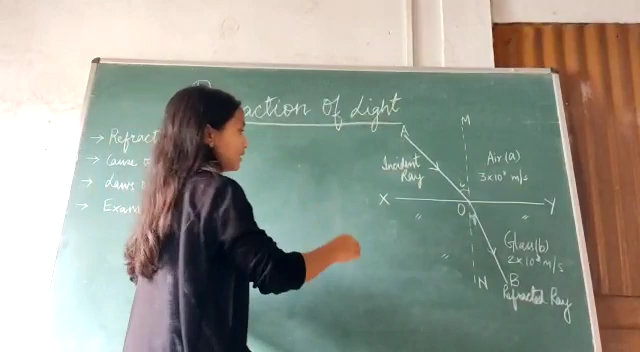 action of Light
→ Refract
→ Cause o
→ Laws o
→ Exam
M
A
Incident
Ray
Air (a)
3×10⁸ m/s
X
Y
O
Glass (b)
2×10⁸ m/s
N
B
Refracted Ray